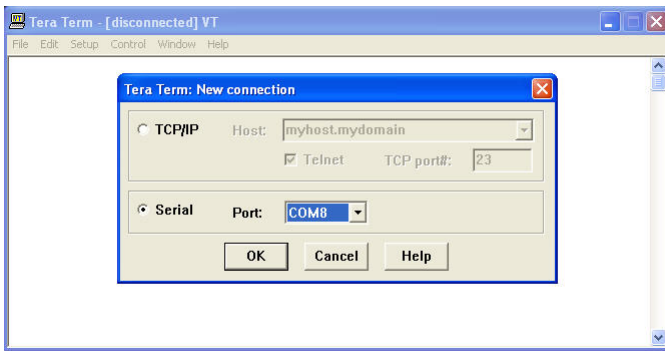 Tera Term - [disconnected] VT
File Edit Setup Control Window Help
Tera Term: New connection
TCP/IP Host: myhost.mydomain
Telnet TCP port#: 23
Serial Port: COM8
OK Cancel Help